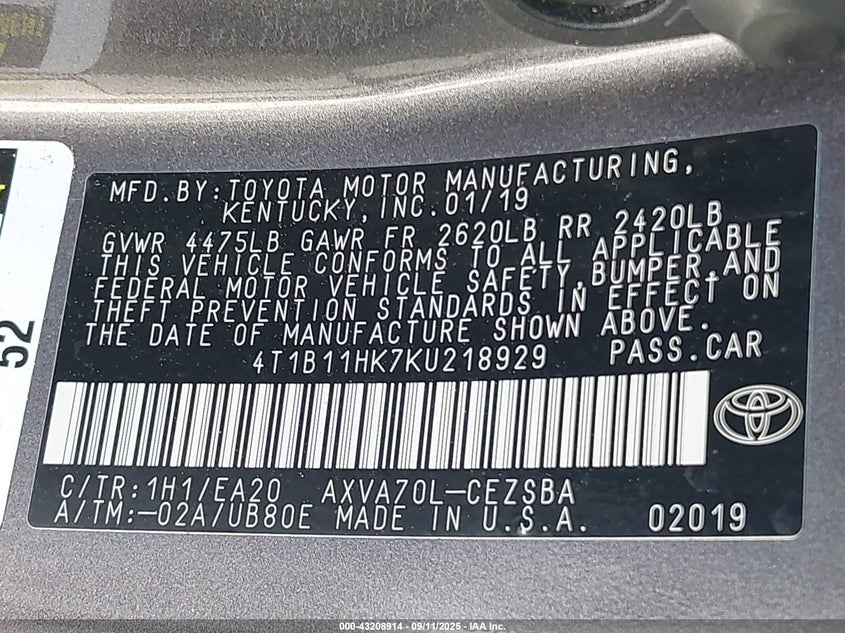 MFD.BY:TOYOTA MOTOR MANUFACTURING,
KENTUCKY, INC.01/19
GVWR 4475LB GAWR FR 2620LB RR 2420LB
THIS VEHICLE CONFORMS TO ALL APPLICABLE
FEDERAL MOTOR VEHICLE SAFETY,BUMPER,AND
THEFT PREVENTION STANDARDS IN EFFECT ON
THE DATE OF MANUFACTURE SHOWN ABOVE.
4T1B11HK7KU218929 PASS.CAR
C/TR:1H1/EA20 AXVA70L-CEZSBA
A/TM:-02A/UB80E MADE IN U.S.A. 02019
52
000-43208914 - 09/11/2025 - IAA Inc.